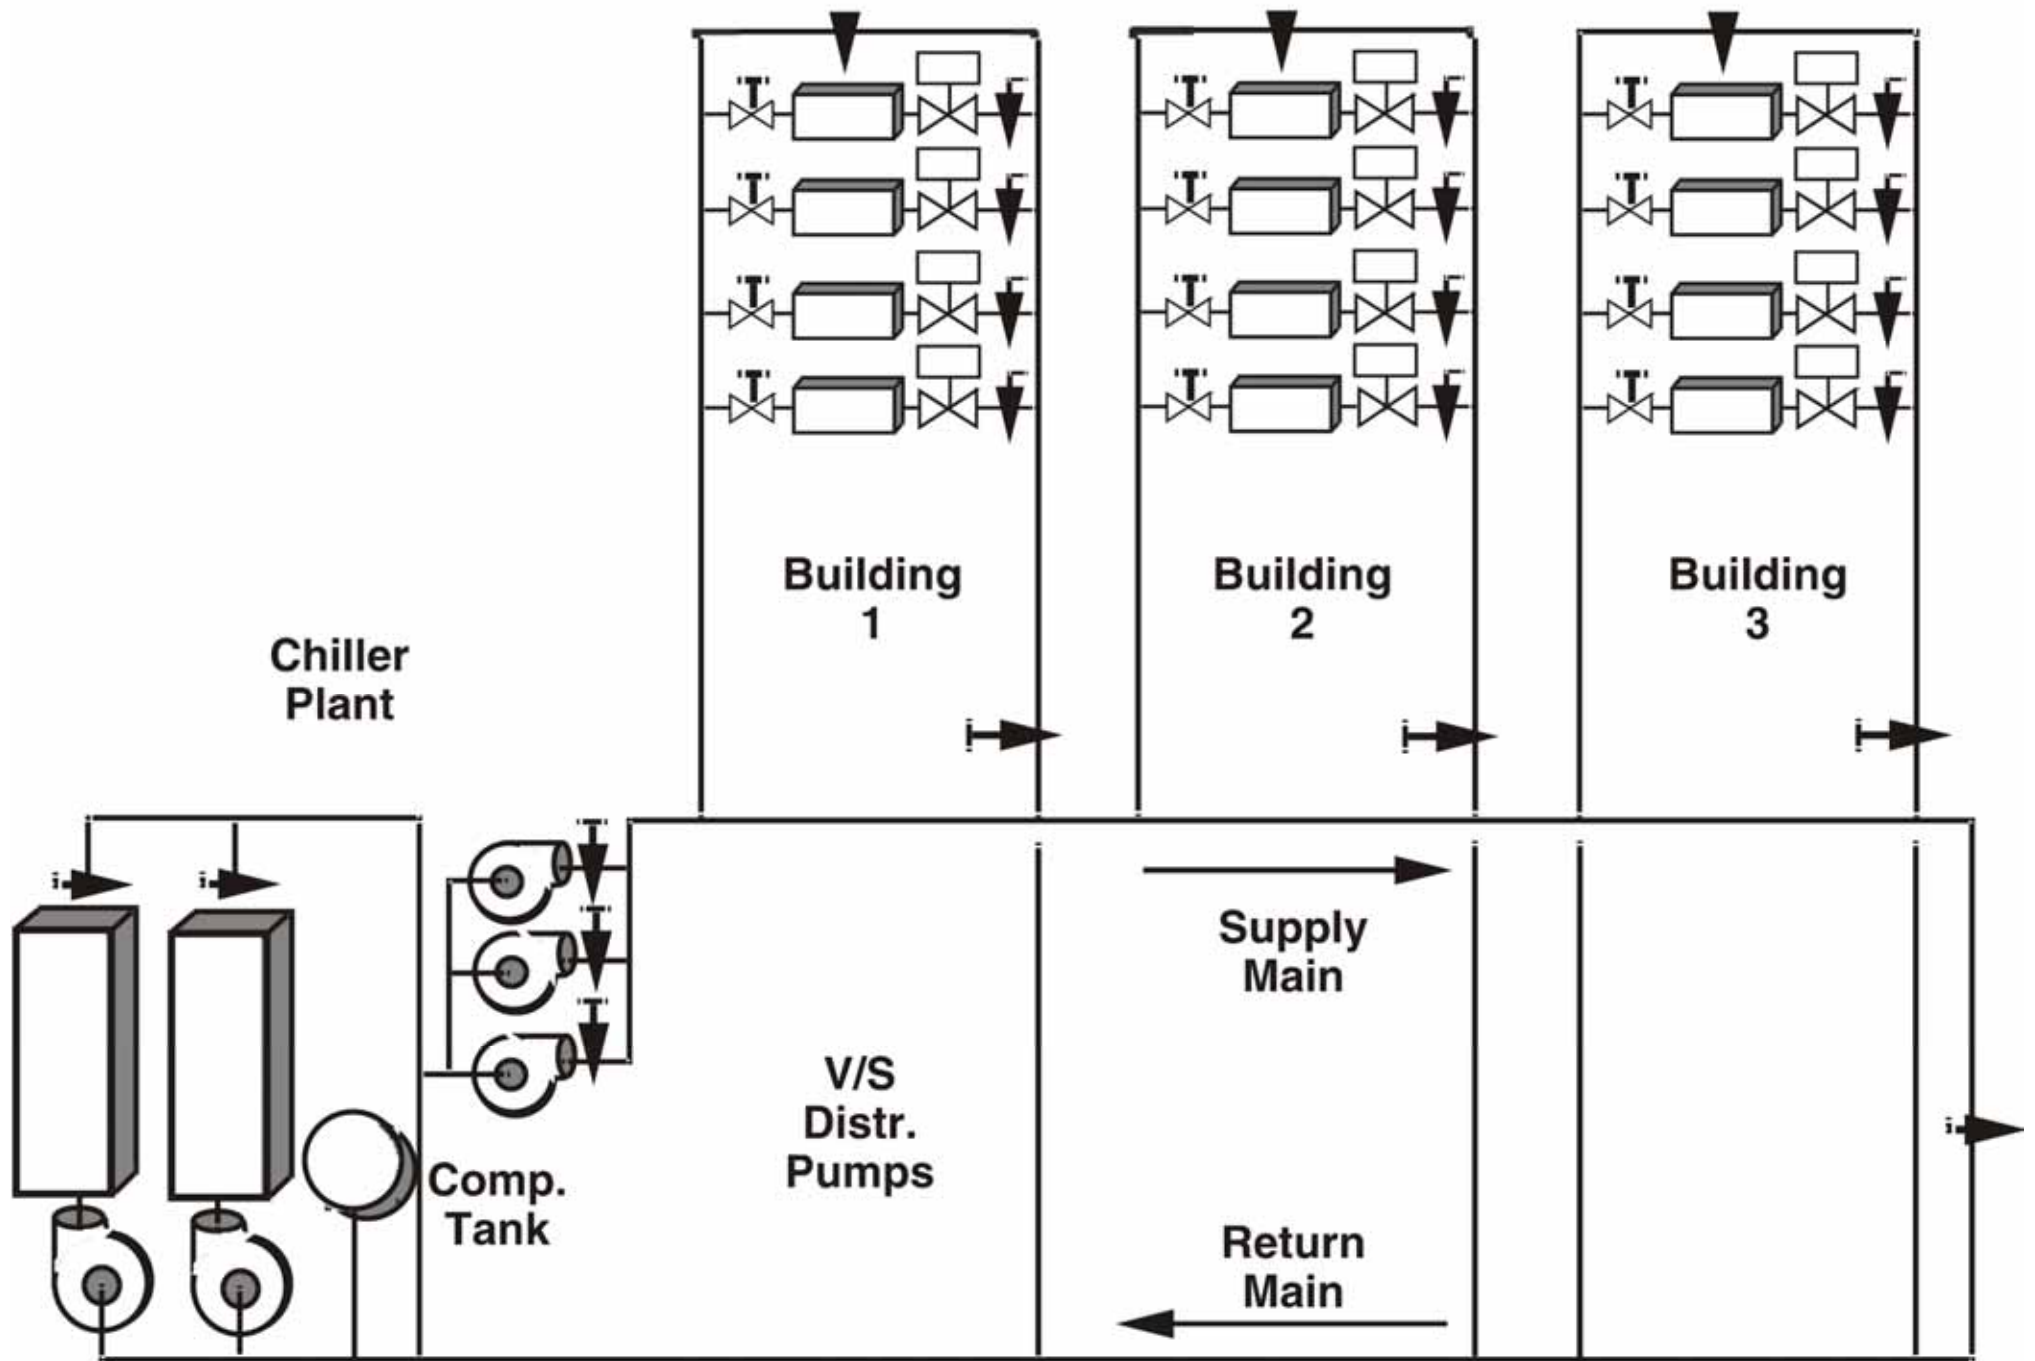 Building
1
Building
2
Building
3
Chiller
Plant
Supply
Main
V/S
Distr.
Pumps
Comp.
Tank
Return
Main